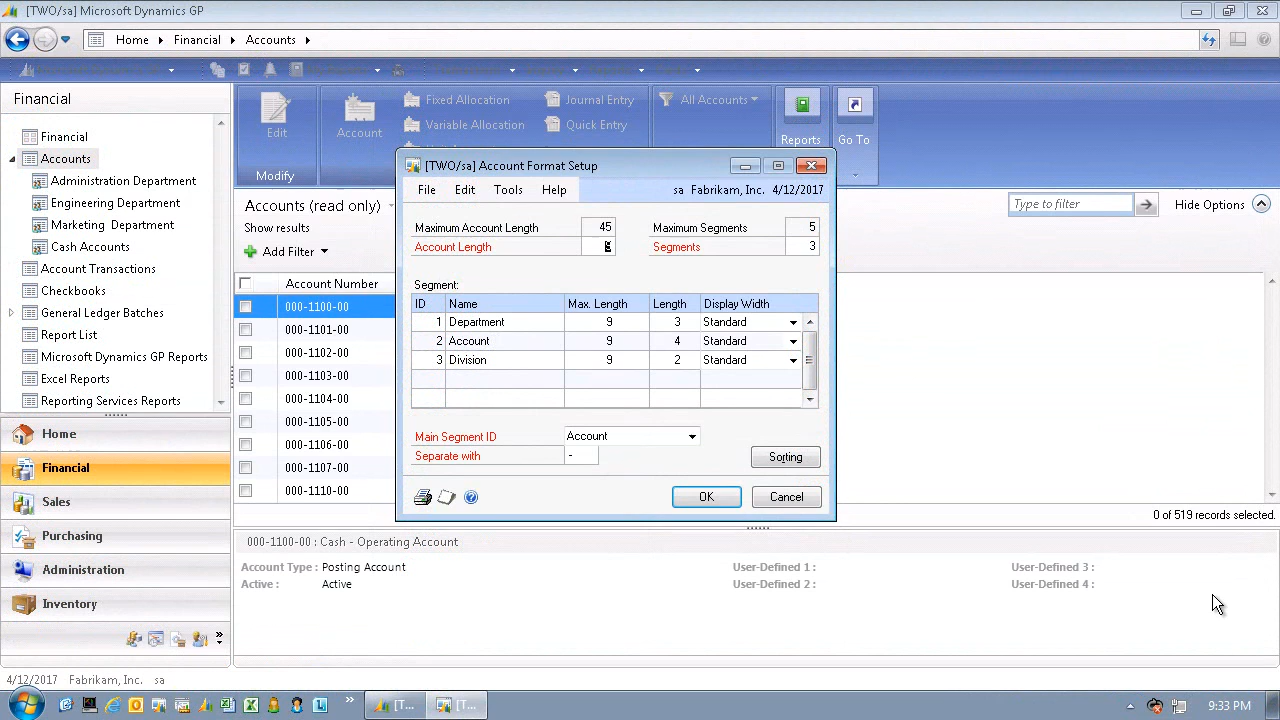 [TWO/sa] Microsoft Dynamics GP
Home Financial Accounts
Financial
Financial
Accounts
Administration Department
Engineering Department
Marketing Department
Cash Accounts
Account Transactions
Checkbooks
General Ledger Batches
Report List
Microsoft Dynamics GP Reports
Excel Reports
Reporting Services Reports
Home
Financial
Sales
Purchasing
Administration
Inventory
Edit
Modify
Account
Fixed Allocation
Variable Allocation
Journal Entry
Quick Entry
All Accounts
Reports
Go To
Accounts (read only)
Show results
Add Filter
Type to filter
Hide Options
Account Number
000-1100-00
000-1101-00
000-1102-00
000-1103-00
000-1104-00
000-1105-00
000-1106-00
000-1107-00
000-1110-00
[TWO/sa] Account Format Setup
File Edit Tools Help
sa Fabrikam, Inc. 4/12/2017
Maximum Account Length 45 Maximum Segments 5
Account Length Segments 3
Segment:
ID Name Max. Length Length Display Width
1 Department 9 3 Standard
2 Account 9 4 Standard
3 Division 9 2 Standard
Main Segment ID Account
Separate with -
Sorting
OK Cancel
0 of 519 records selected.
000-1100-00 : Cash - Operating Account
Account Type : Posting Account User-Defined 1 : User-Defined 3 :
Active : Active User-Defined 2 : User-Defined 4 :
4/12/2017 Fabrikam, Inc. sa
[T... [T...
9:33 PM